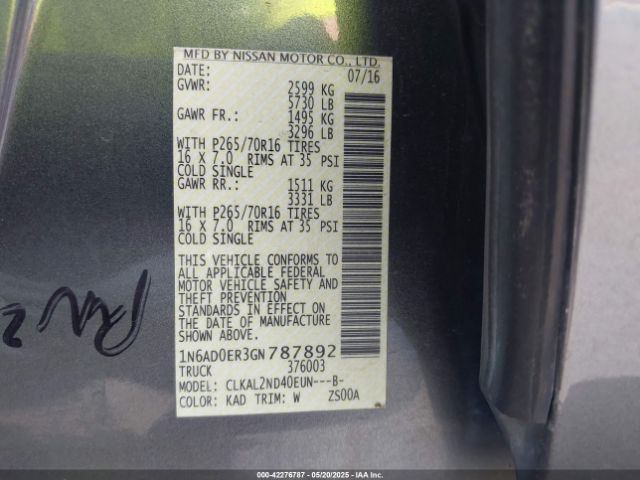 MFD BY NISSAN MOTOR CO., LTD.
DATE: 07/16
GVWR: 2599 KG
5730 LB
GAWR FR.: 1495 KG
3296 LB
WITH P265/70R16 TIRES
16 X 7.0 RIMS AT 35 PSI
COLD SINGLE
GAWR RR.: 1511 KG
3331 LB
WITH P265/70R16 TIRES
16 X 7.0 RIMS AT 35 PSI
COLD SINGLE
THIS VEHICLE CONFORMS TO
ALL APPLICABLE FEDERAL
MOTOR VEHICLE SAFETY AND
THEFT PREVENTION
STANDARDS IN EFFECT ON
THE DATE OF MANUFACTURE
SHOWN ABOVE.
1N6AD0ER3GN787892
TRUCK 376003
MODEL: CLKAL2ND40EUN---B-
COLOR: KAD TRIM: W ZS00A
000-42276787 - 05/20/2025 - IAA Inc.